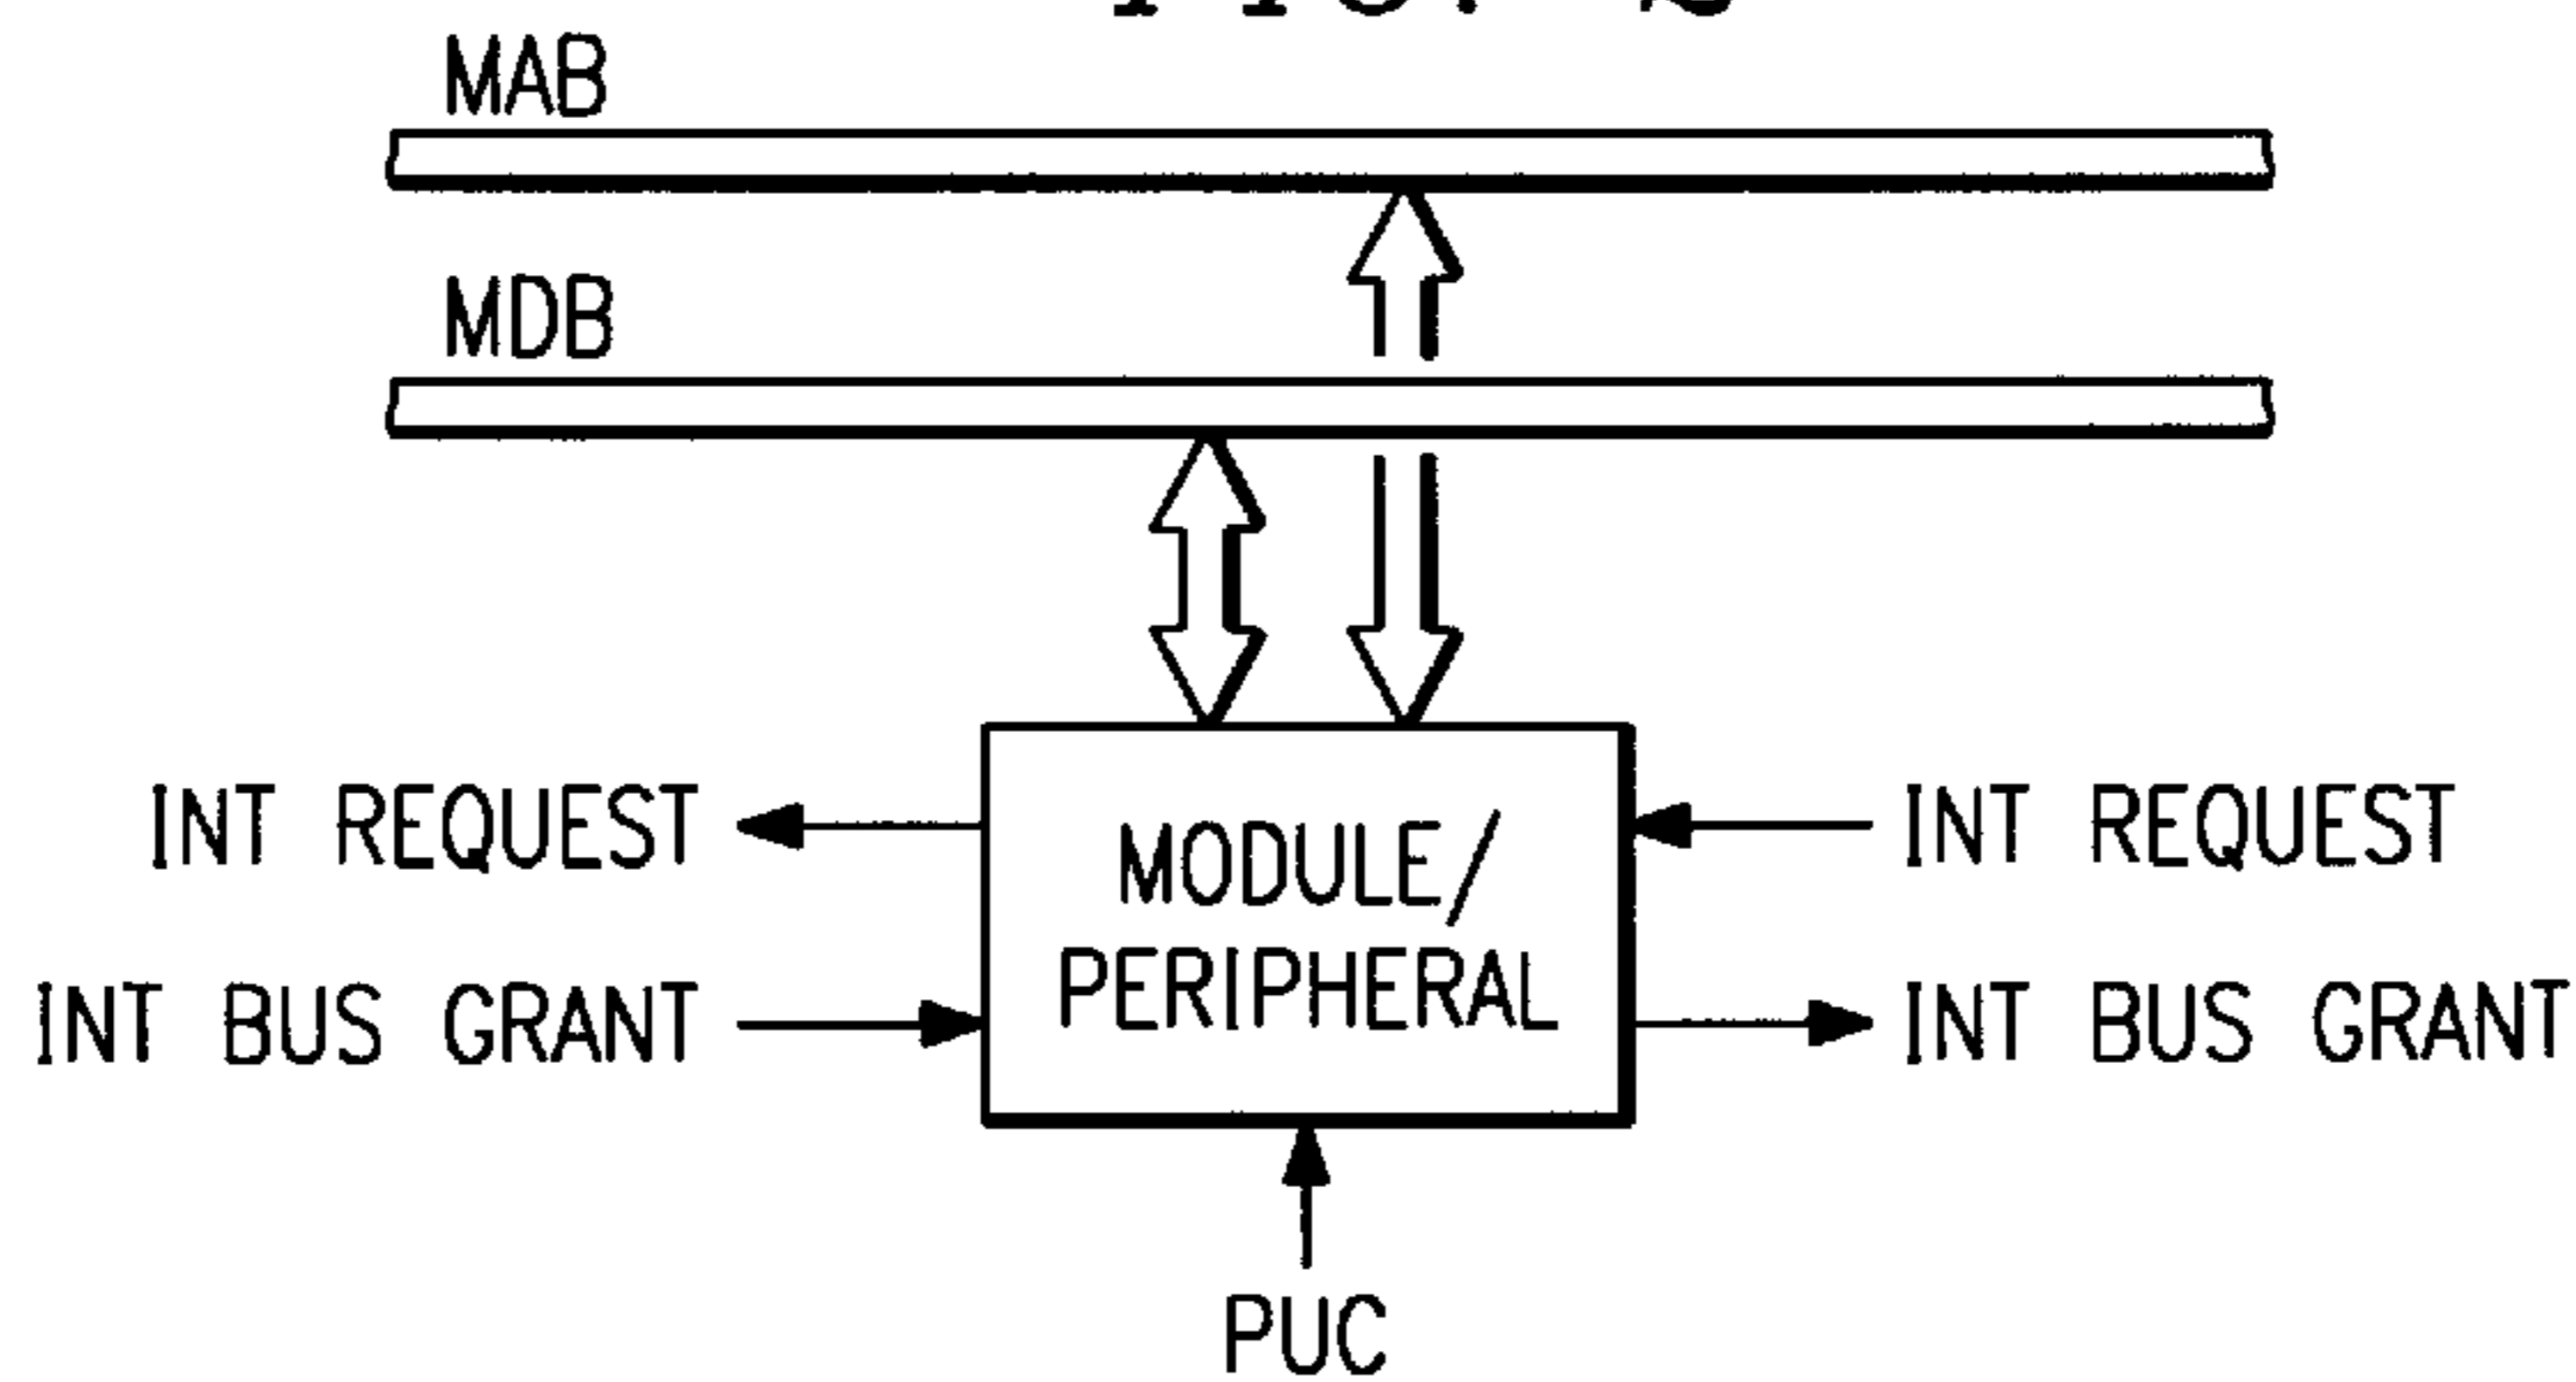 MAB
MDB
INT REQUEST
MODULE/
INT REQUEST
PERIPHERAL
INT BUS GRANT
INT BUS GRANT
PUC